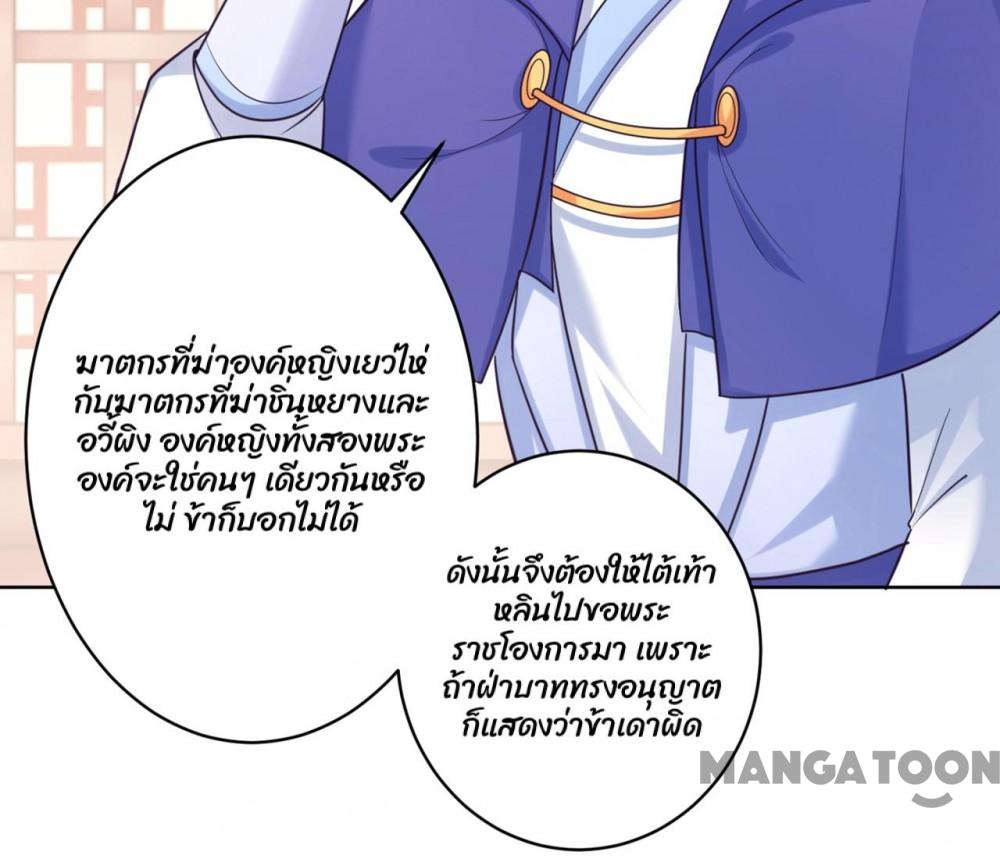 ฆาตกรที่ฆ่าองค์หญิงเยว่ไห่
กับฆาตกรที่ฆ่าชิ่นหยางและ
อวี้ผิง องค์หญิงทั้งสองพระ
องค์จะใช่คนๆ เดียวกันหรือ
ไม่ ข้าก็บอกไม่ได้
ดังนั้นจึงต้องให้ไต้เท้า
หลินไปขอพระ
ราชโองการมา เพราะ
ถ้าฝ่าบาททรงอนุญาต
ก็แสดงว่าข้าเดาผิด
MANGATOON